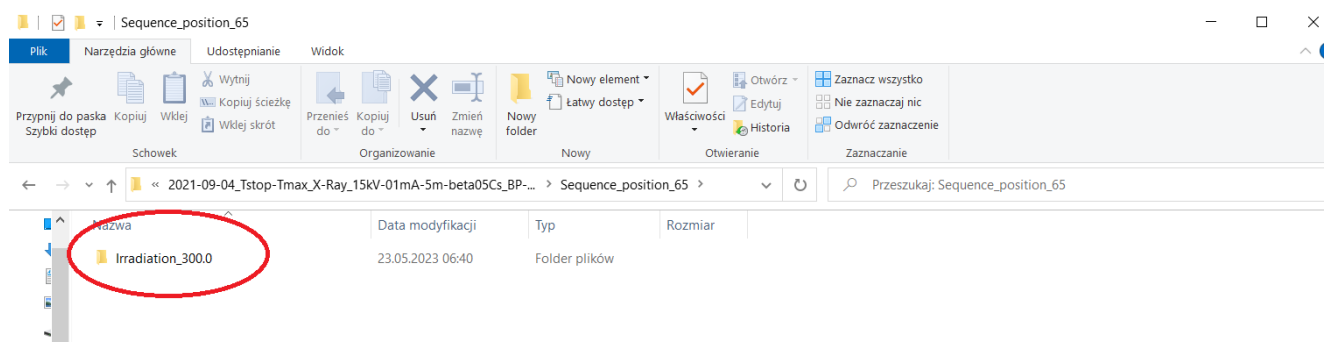 Sequence_position_65
Plik Narzędzia główne Udostępnianie Widok
Przypnij do paska Szybki dostęp
Kopiuj
Wklej
Wytnij
Kopiuj ścieżkę
Wklej skrót
Schowek
Przenieś do
Kopiuj do
Usuń
Zmień nazwę
Organizowanie
Nowy folder
Nowy element
Łatwy dostęp
Nowy
Właściwości
Otwórz
Edytuj
Historia
Otwieranie
Zaznacz wszystko
Nie zaznaczaj nic
Odwróć zaznaczenie
Zaznaczanie
« 2021-09-04_Tstop-Tmax_X-Ray_15kV-01mA-5m-beta05Cs_BP-... > Sequence_position_65 >
Przeszukaj: Sequence_position_65
Nazwa Data modyfikacji Typ Rozmiar
Irradiation_300.0 23.05.2023 06:40 Folder plików